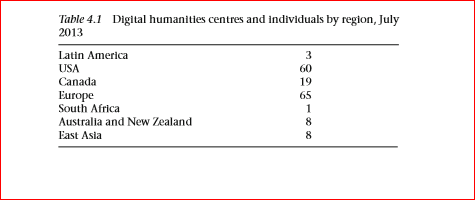 Table 4.1 Digital humanities centres and individuals by region, July
2013
Latin America 3
USA 60
Canada 19
Europe 65
South Africa 1
Australia and New Zealand 8
East Asia 8